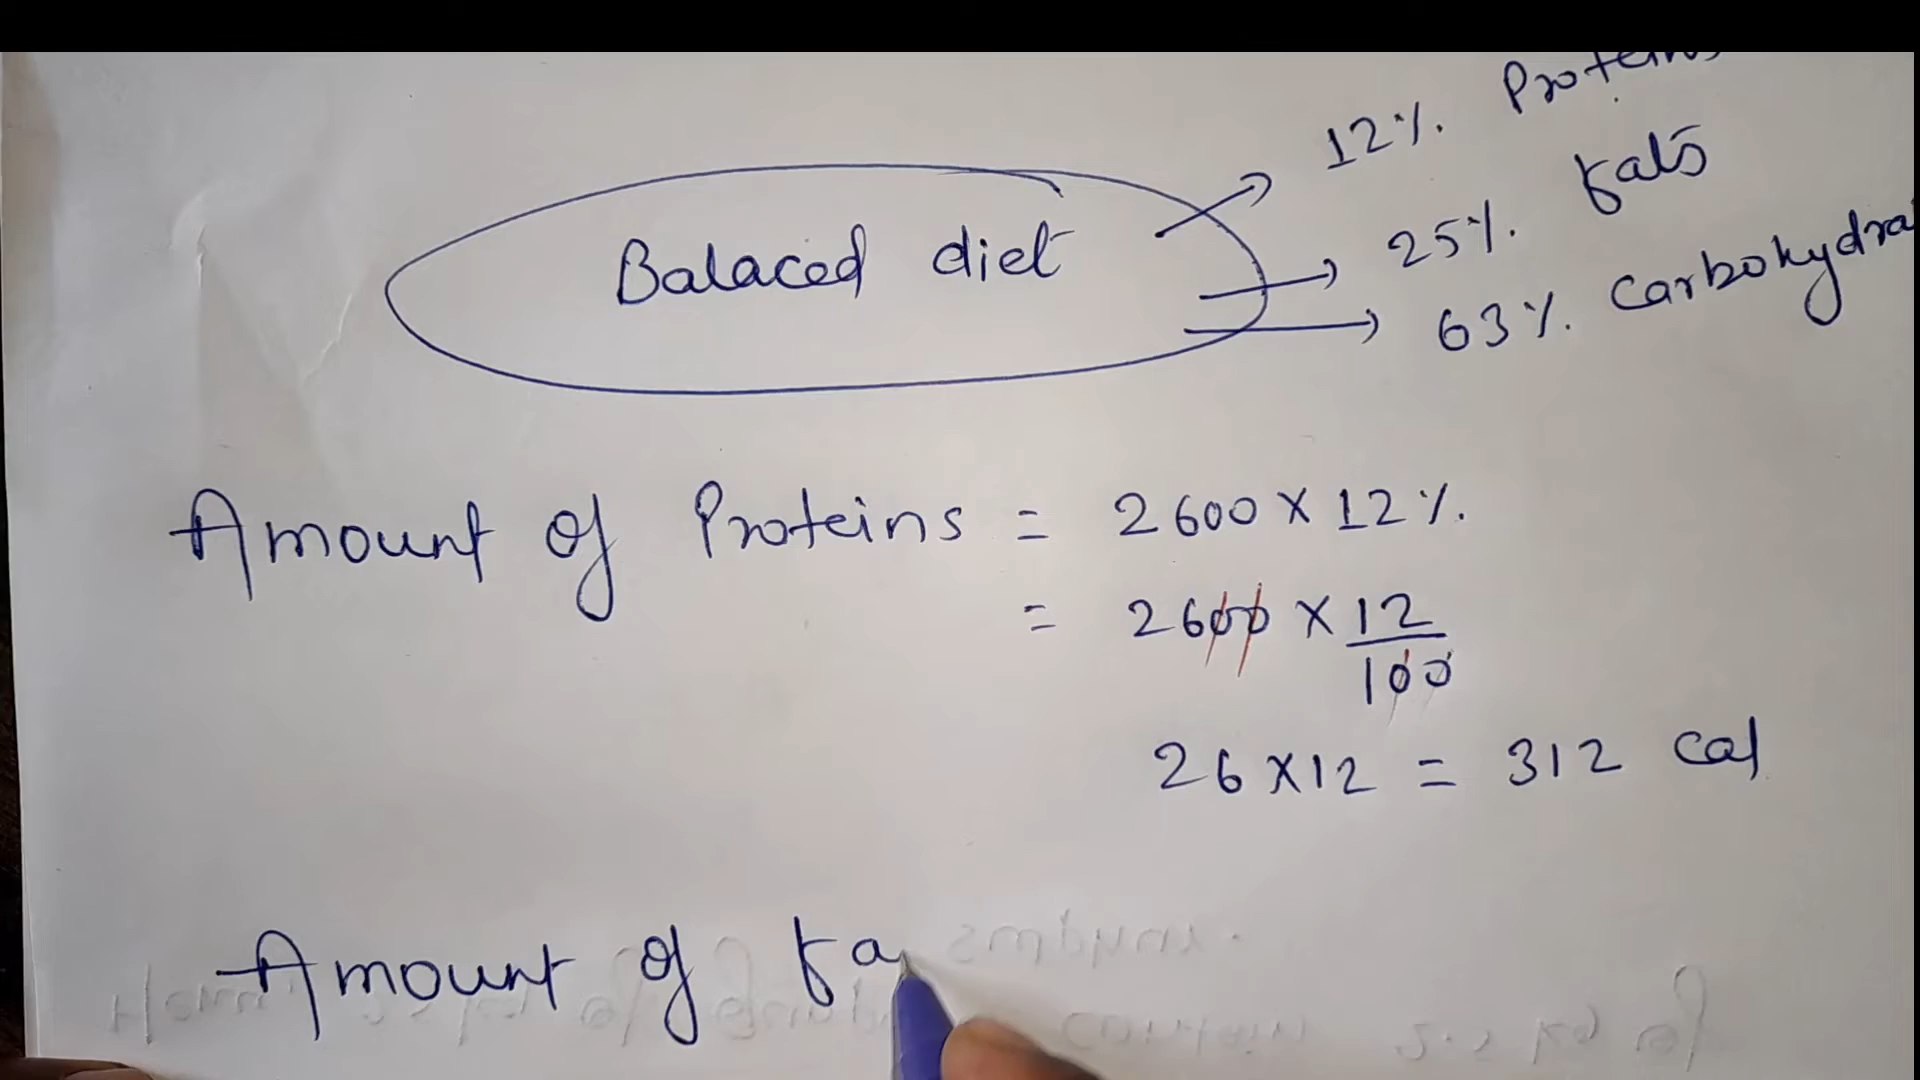 12% Proteins
25% fats
Balaced diet
63% Carbohydra
Amount of Proteins = 2600 × 12%.
= 2600 × 12/100
26 × 12 = 312 Cal
Amount of fa